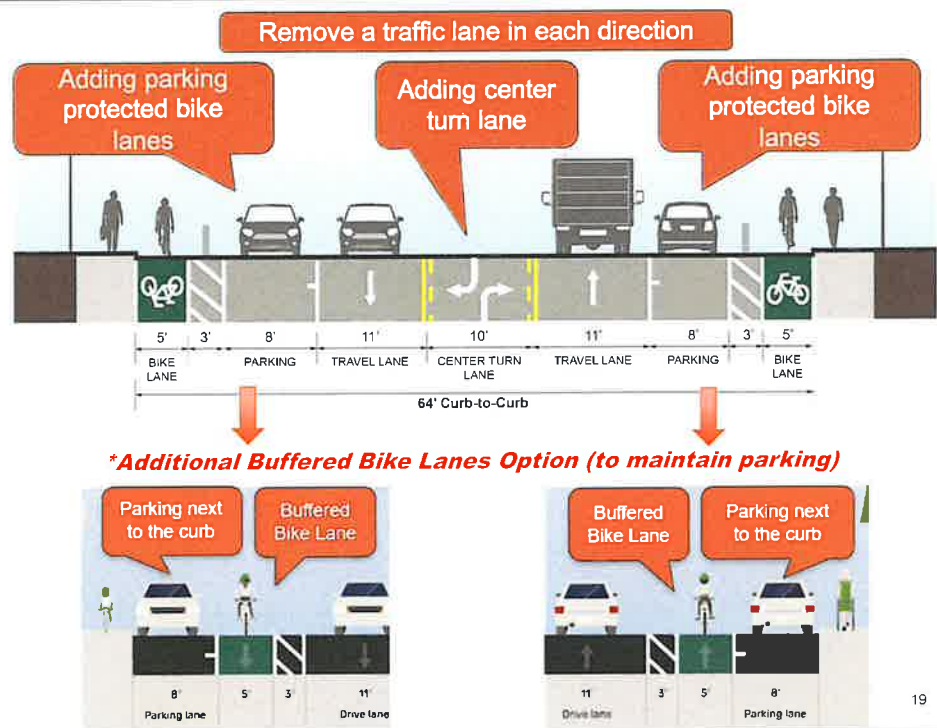 Remove a traffic lane in each direction
Adding parking
protected bike
lanes
Adding center
turn lane
Adding parking
protected bike
lanes
5' 3' 8' 11' 10' 11' 8' 3' 5'
BIKE
LANE
PARKING
TRAVEL LANE
CENTER TURN
LANE
TRAVEL LANE
PARKING
BIKE
LANE
64' Curb-to-Curb
*Additional Buffered Bike Lanes Option (to maintain parking)
Parking next
to the curb
Buffered
Bike Lane
8' 5' 3' 11'
Parking lane
Drive lane
Buffered
Bike Lane
Parking next
to the curb
11 3' 5' 8'
Drive lane
Parking lane
19